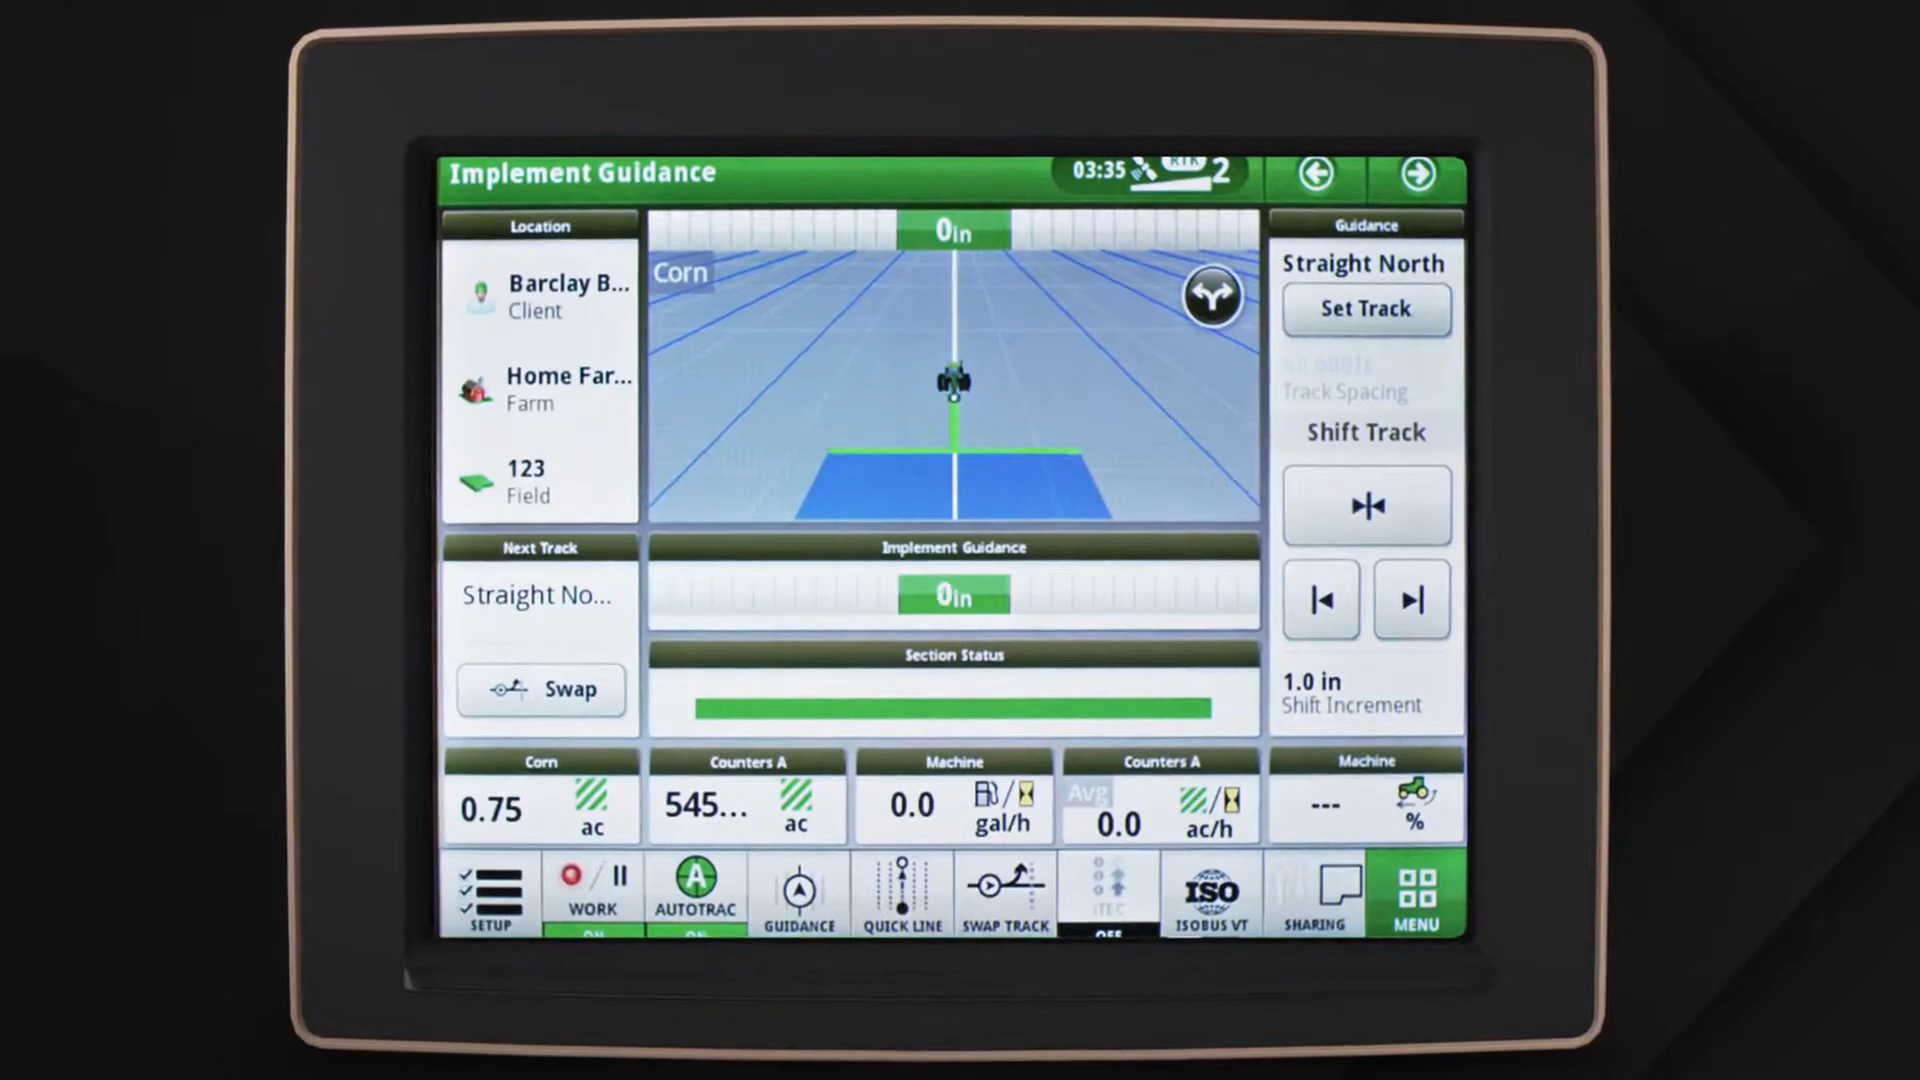 Implement Guidance
03:35
RTK
2
Location
Barclay B...
Client
Home Far...
Farm
123
Field
Next Track
Straight No...
Swap
0in
Corn
Implement Guidance
0in
Section Status
Guidance
Straight North
Set Track
Track Spacing
Shift Track
1.0 in
Shift Increment
Corn
0.75
ac
Counters A
545...
ac
Machine
0.0
gal/h
Counters A
Avg
0.0
ac/h
Machine
---
%
SETUP
WORK
ON
A
AUTOTRAC
ON
GUIDANCE
QUICK LINE
SWAP TRACK
iTEC
OFF
ISO
ISOBUS VT
SHARING
MENU